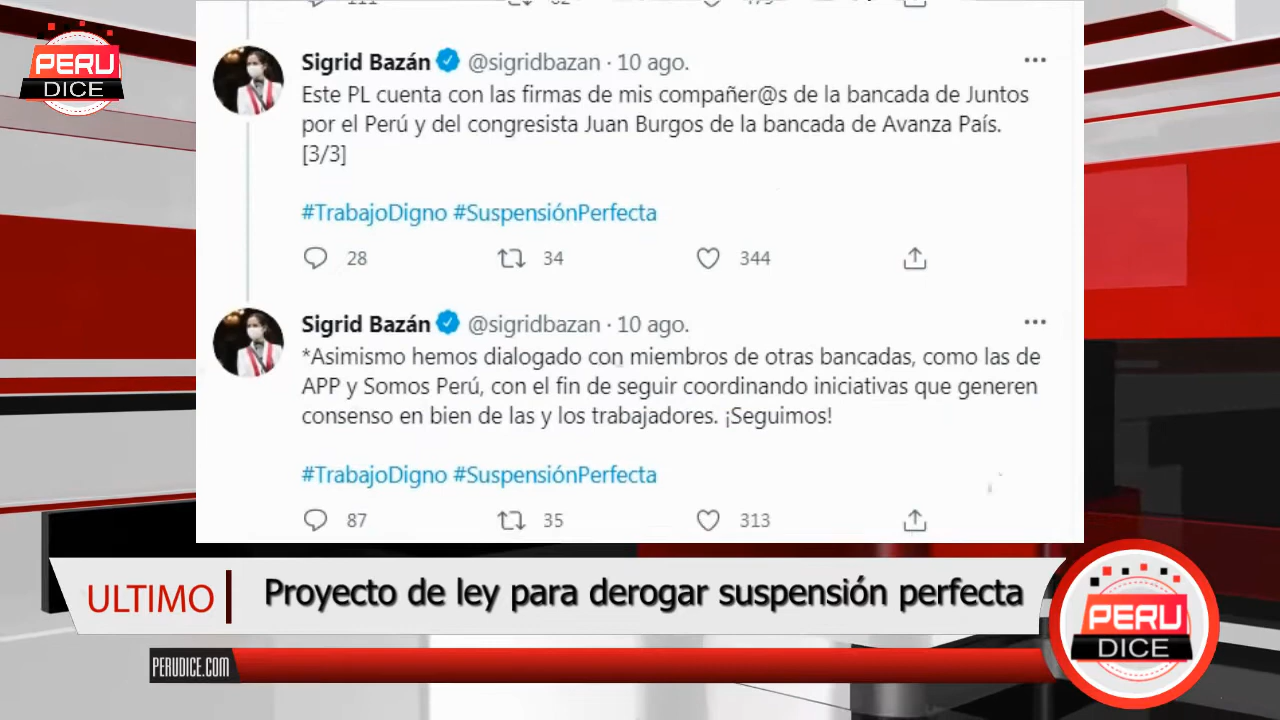 PERU
DICE
Sigrid Bazán @sigridbazan · 10 ago.
Este PL cuenta con las firmas de mis compañer@s de la bancada de Juntos
por el Perú y del congresista Juan Burgos de la bancada de Avanza País.
[3/3]
#TrabajoDigno #SuspensiónPerfecta
28 34 344
Sigrid Bazán @sigridbazan · 10 ago.
*Asimismo hemos dialogado con miembros de otras bancadas, como las de
APP y Somos Perú, con el fin de seguir coordinando iniciativas que generen
consenso en bien de las y los trabajadores. ¡Seguimos!
#TrabajoDigno #SuspensiónPerfecta
87 35 313
ULTIMO Proyecto de ley para derogar suspensión perfecta
PERU
DICE
PERUDICE.COM